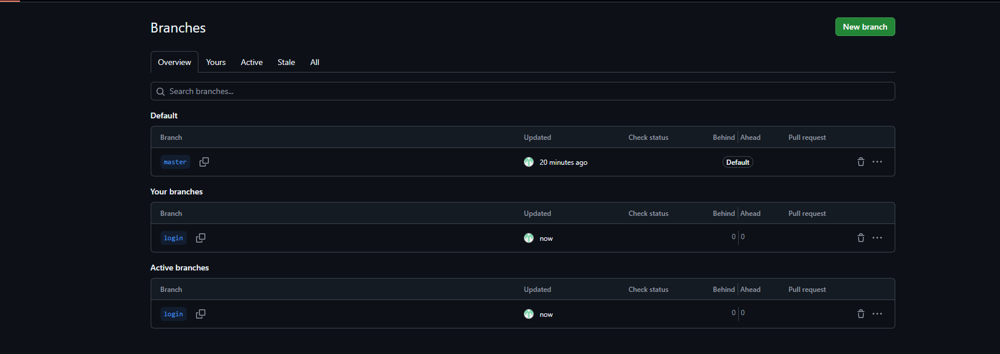 Branches
New branch
Overview Yours Active Stale All
Search branches...
Default
Branch Updated Check status Behind Ahead Pull request
master 20 minutes ago Default
Your branches
Branch Updated Check status Behind Ahead Pull request
login now 0 0
Active branches
Branch Updated Check status Behind Ahead Pull request
login now 0 0